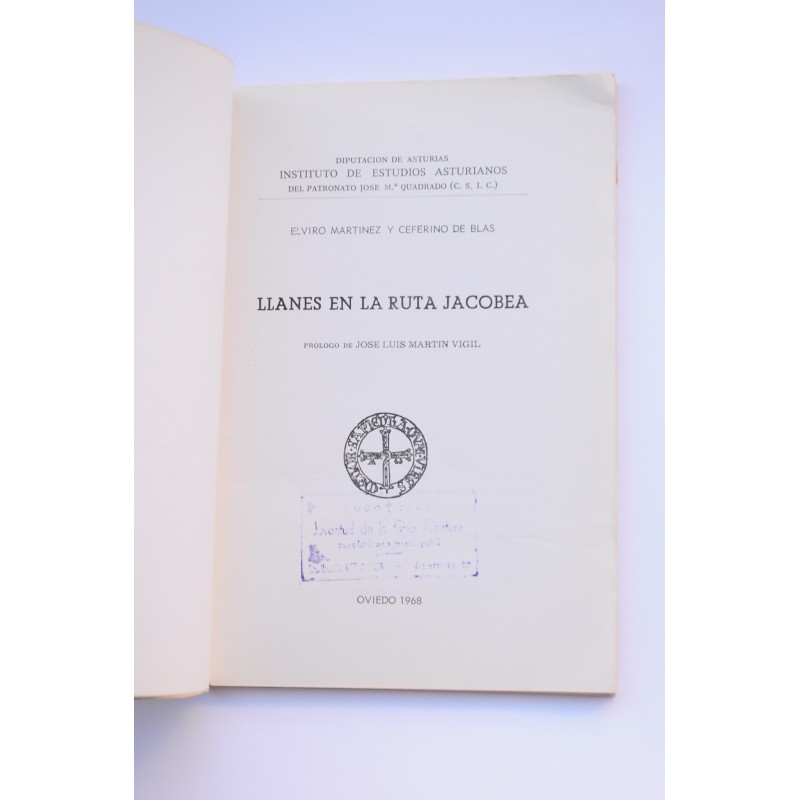 DIPUTACION DE ASTURIAS
INSTITUTO DE ESTUDIOS ASTURIANOS
DEL PATRONATO JOSE M.ª QUADRADO (C. S. I. C.)
ELVIRO MARTINEZ Y CEFERINO DE BLAS
LLANES EN LA RUTA JACOBEA
PROLOGO DE JOSE LUIS MARTIN VIGIL
OVIEDO 1968